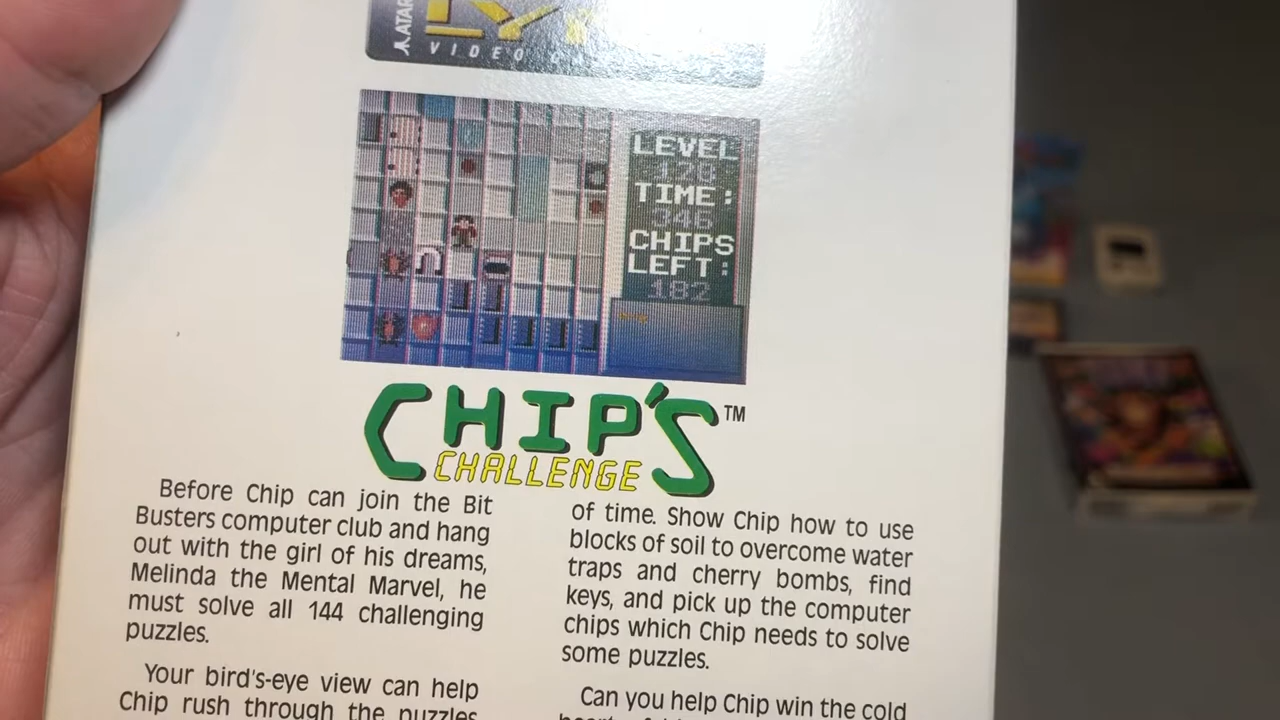 ATARI
VIDEO
LEVEL
TIME:
346
CHIPS
LEFT:
182
CHIP'S™
CHALLENGE
Before Chip can join the Bit
Busters computer club and hang
out with the girl of his dreams,
Melinda the Mental Marvel, he
must solve all 144 challenging
puzzles.
Your bird's-eye view can help
Chip rush through the puzzles
of time. Show Chip how to use
blocks of soil to overcome water
traps and cherry bombs, find
keys, and pick up the computer
chips which Chip needs to solve
some puzzles.
Can you help Chip win the cold